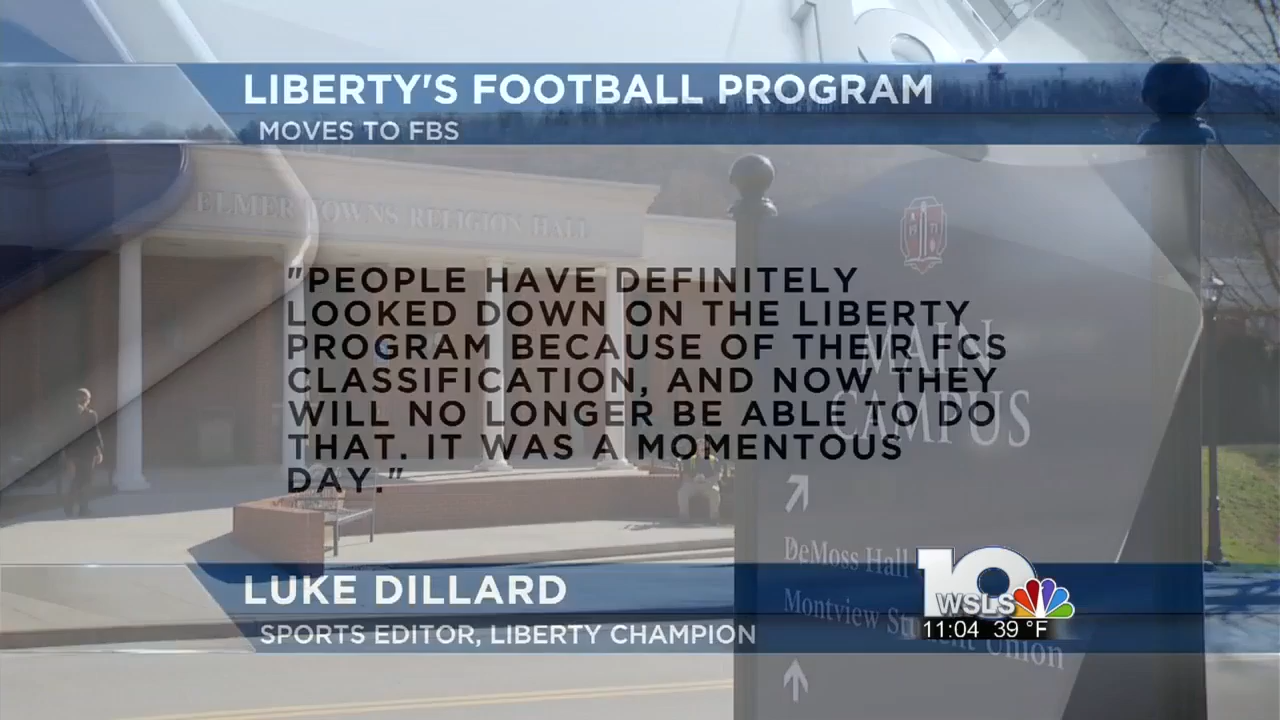 LIBERTY'S FOOTBALL PROGRAM
MOVES TO FBS
ELMER TOWNS RELIGION HALL
"PEOPLE HAVE DEFINITELY
LOOKED DOWN ON THE LIBERTY
PROGRAM BECAUSE OF THEIR FCS
CLASSIFICATION, AND NOW THEY
WILL NO LONGER BE ABLE TO DO
THAT. IT WAS A MOMENTOUS
DAY."
MAIN
CAMPUS
DeMoss Hall
Montview Student Union
LUKE DILLARD
SPORTS EDITOR, LIBERTY CHAMPION
10
WSLS
11:04 39 °F